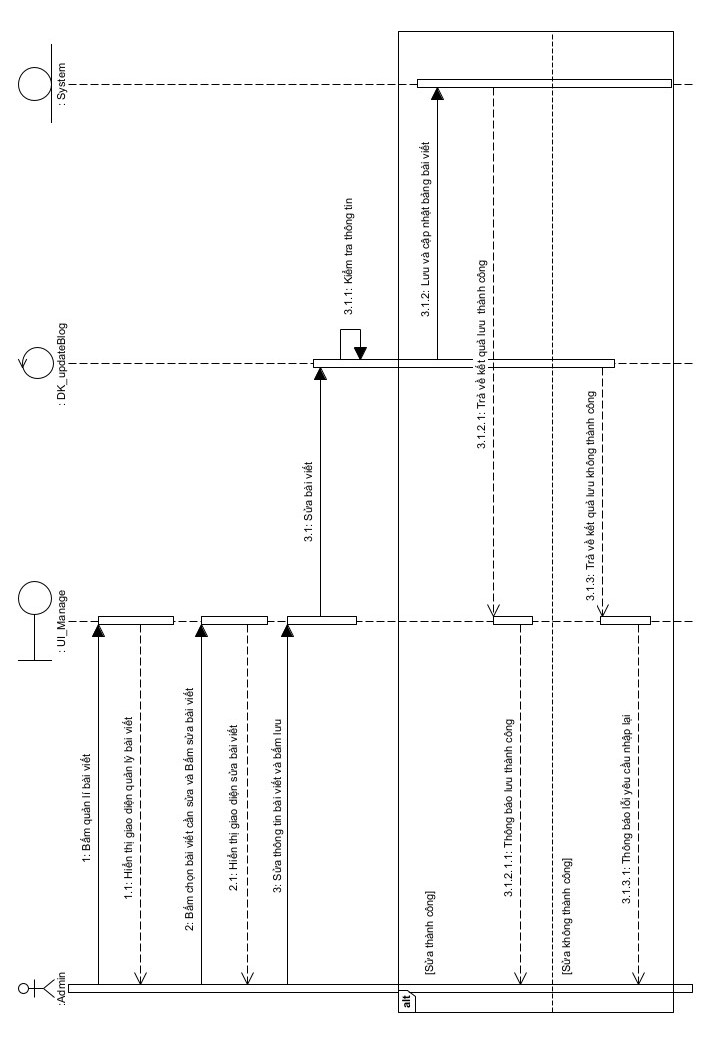 :Admin
: UI_Manage
: DK_updateBlog
: System
1: Bấm quản lí bài viết
1.1: Hiển thị giao diện quản lý bài viết
2: Bấm chọn bài viết cần sửa và Bấm sửa bài viết
2.1: Hiển thị giao diện sửa bài viết
3: Sửa thông tin bài viết và bấm lưu
3.1: Sửa bài viết
3.1.1: Kiểm tra thông tin
alt
[Sửa thành công]
3.1.2: Lưu và cập nhật bảng bài viết
3.1.2.1: Trả về kết quả lưu thành công
3.1.2.1.1: Thông báo lưu thành công
[Sửa không thành công]
3.1.3: Trả về kết quả lưu không thành công
3.1.3.1: Thông báo lỗi yêu cầu nhập lại